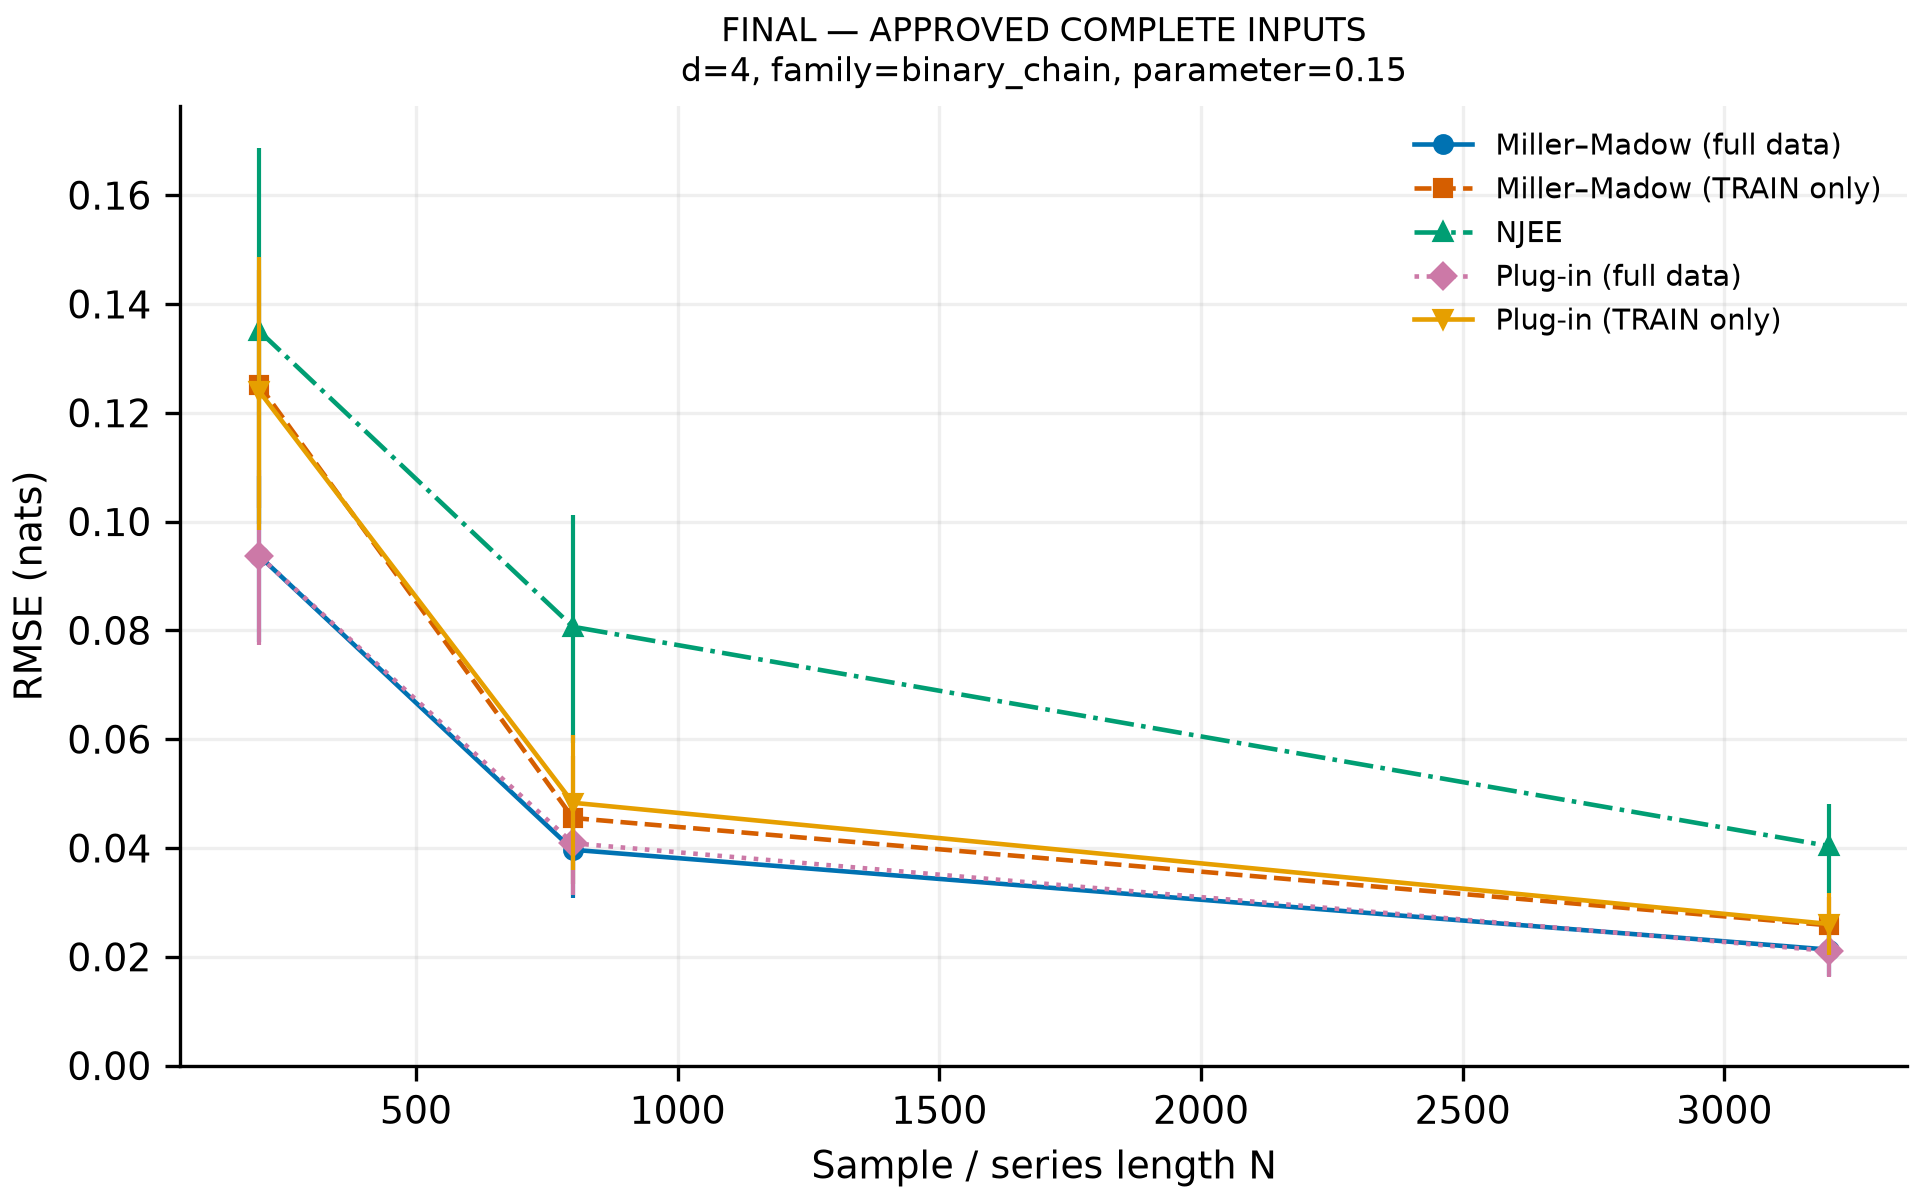 FINAL — APPROVED COMPLETE INPUTS
d=4, family=binary_chain, parameter=0.15
Miller–Madow (full data)
Miller–Madow (TRAIN only)
NJEE
Plug-in (full data)
Plug-in (TRAIN only)
RMSE (nats)
0.16
0.14
0.12
0.10
0.08
0.06
0.04
0.02
0.00
500 1000 1500 2000 2500 3000
Sample / series length N